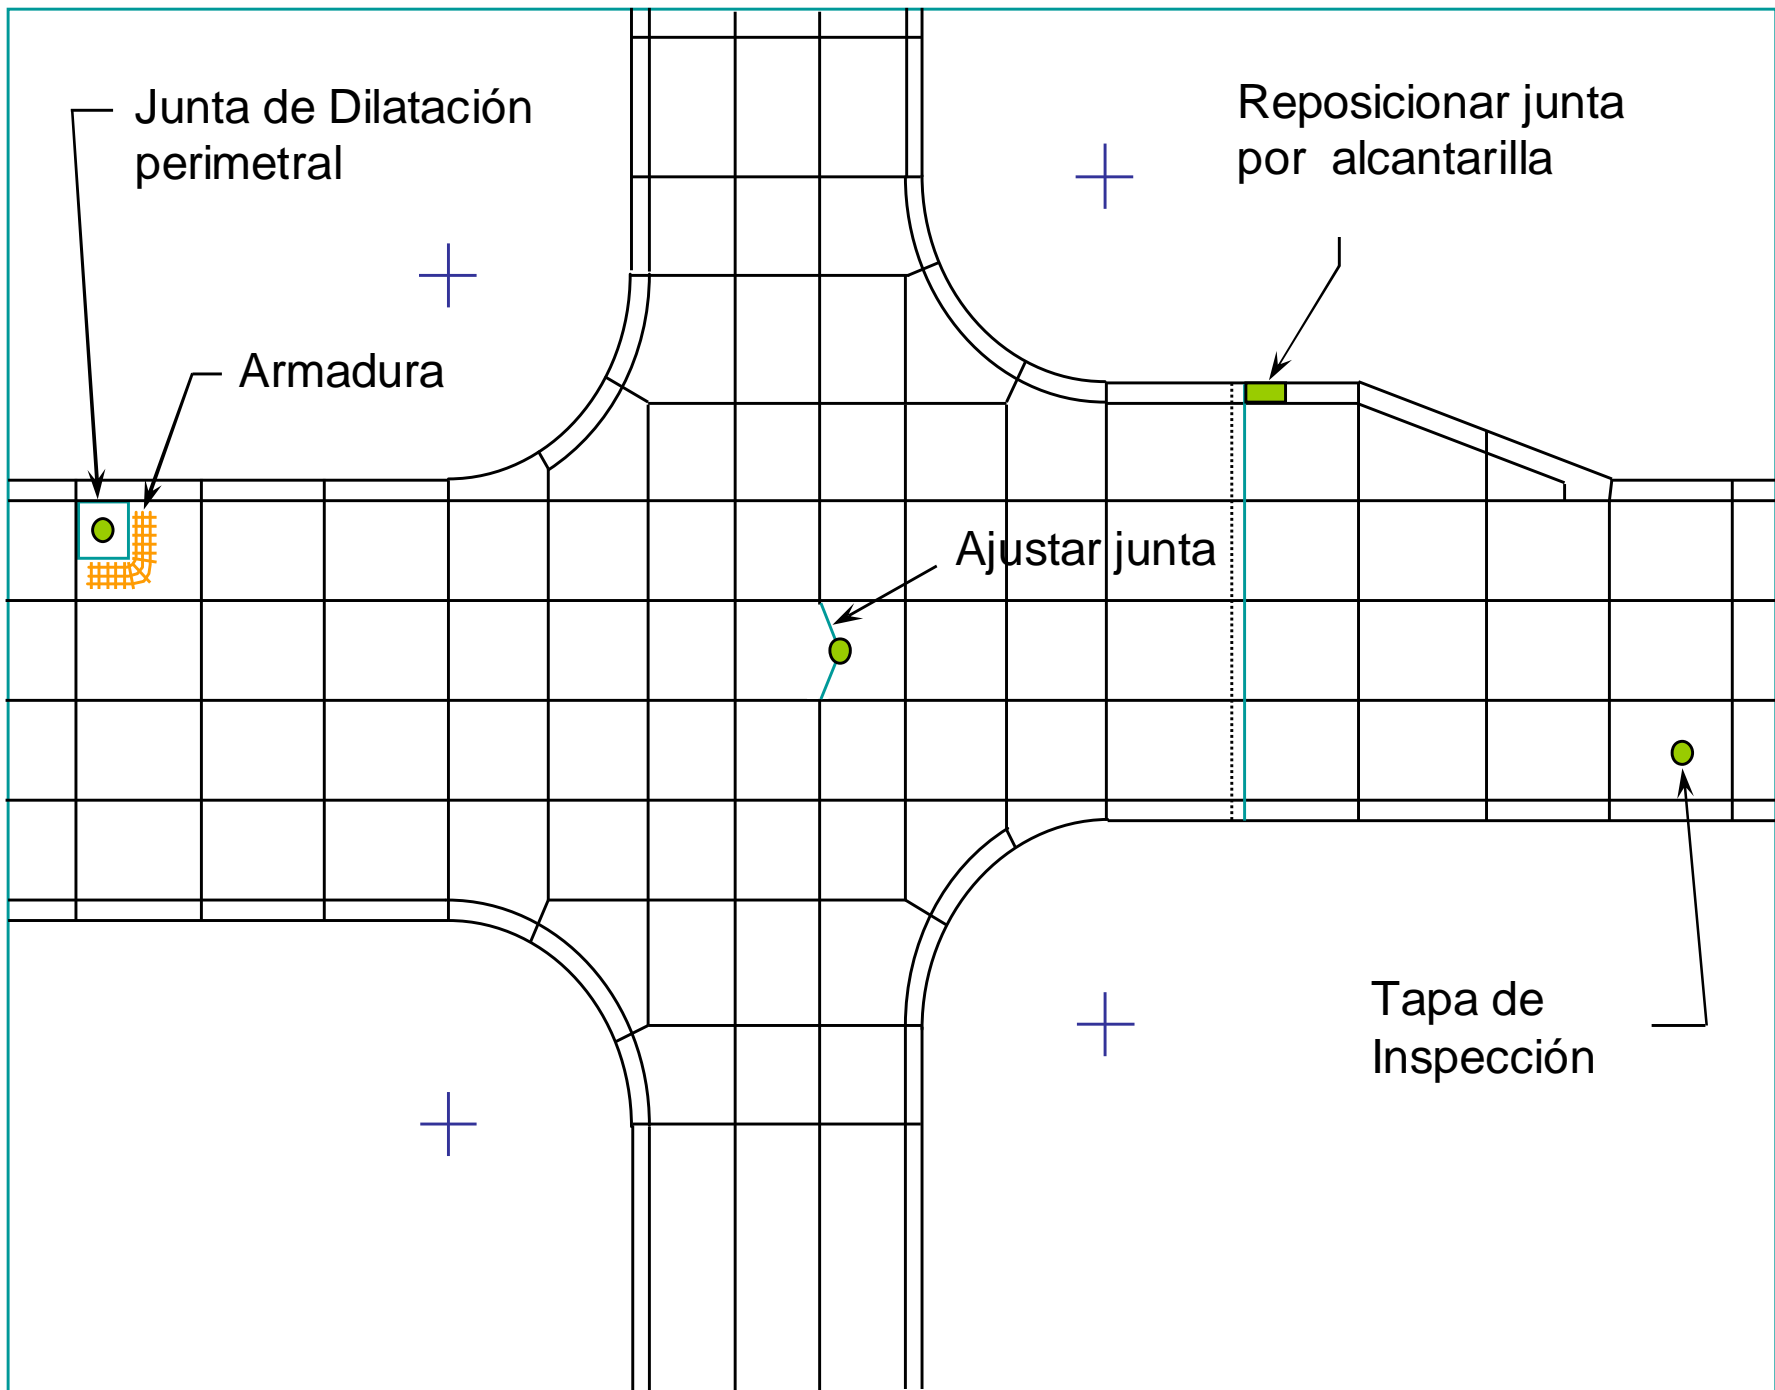 Junta de Dilatación
perimetral
Reposicionar junta
por alcantarilla
Armadura
Ajustar junta
Tapa de
Inspección